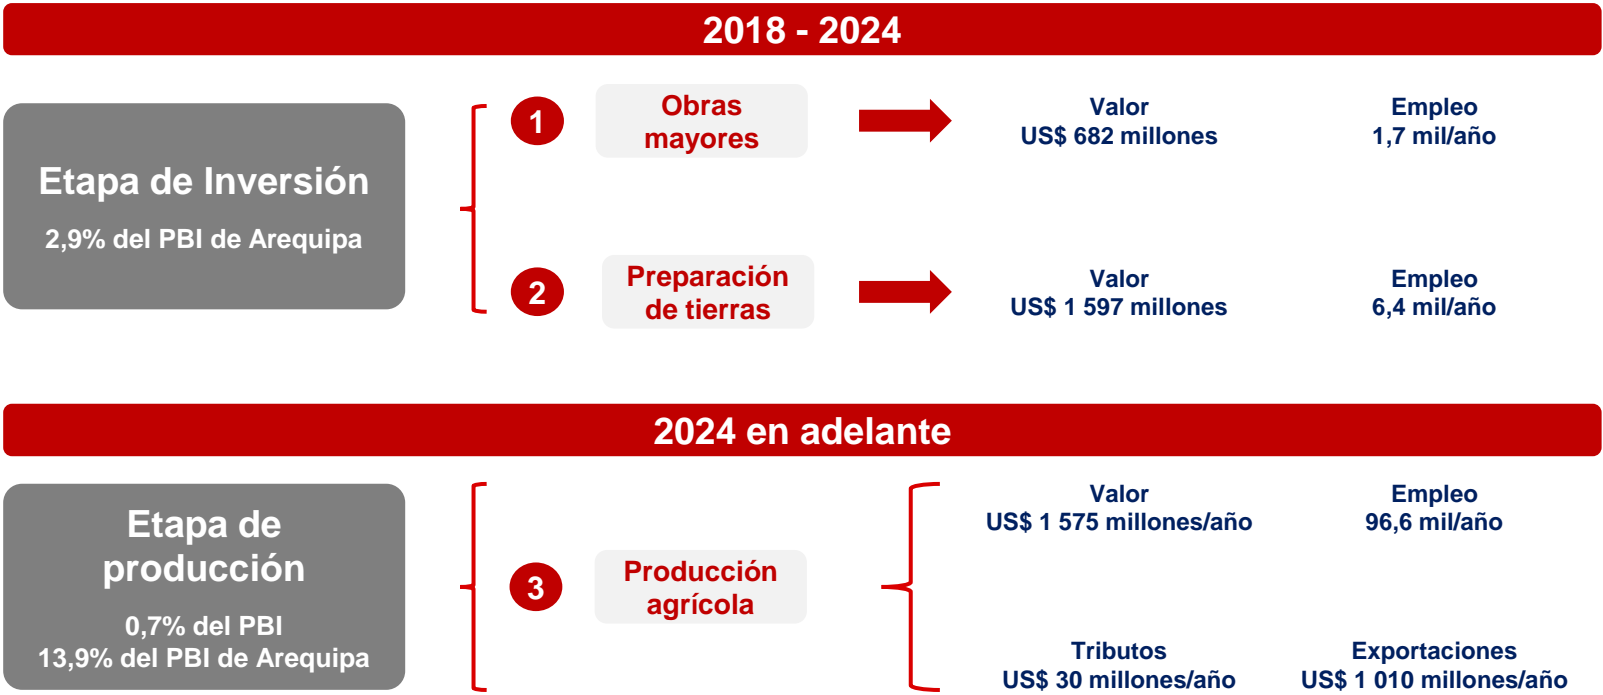 2018 - 2024
Etapa de Inversión
2,9% del PBI de Arequipa
1
Obras
mayores
Valor
US$ 682 millones
Empleo
1,7 mil/año
2
Preparación
de tierras
Valor
US$ 1 597 millones
Empleo
6,4 mil/año
2024 en adelante
Etapa de
producción
0,7% del PBI
13,9% del PBI de Arequipa
3
Producción
agrícola
Valor
US$ 1 575 millones/año
Empleo
96,6 mil/año
Tributos
US$ 30 millones/año
Exportaciones
US$ 1 010 millones/año